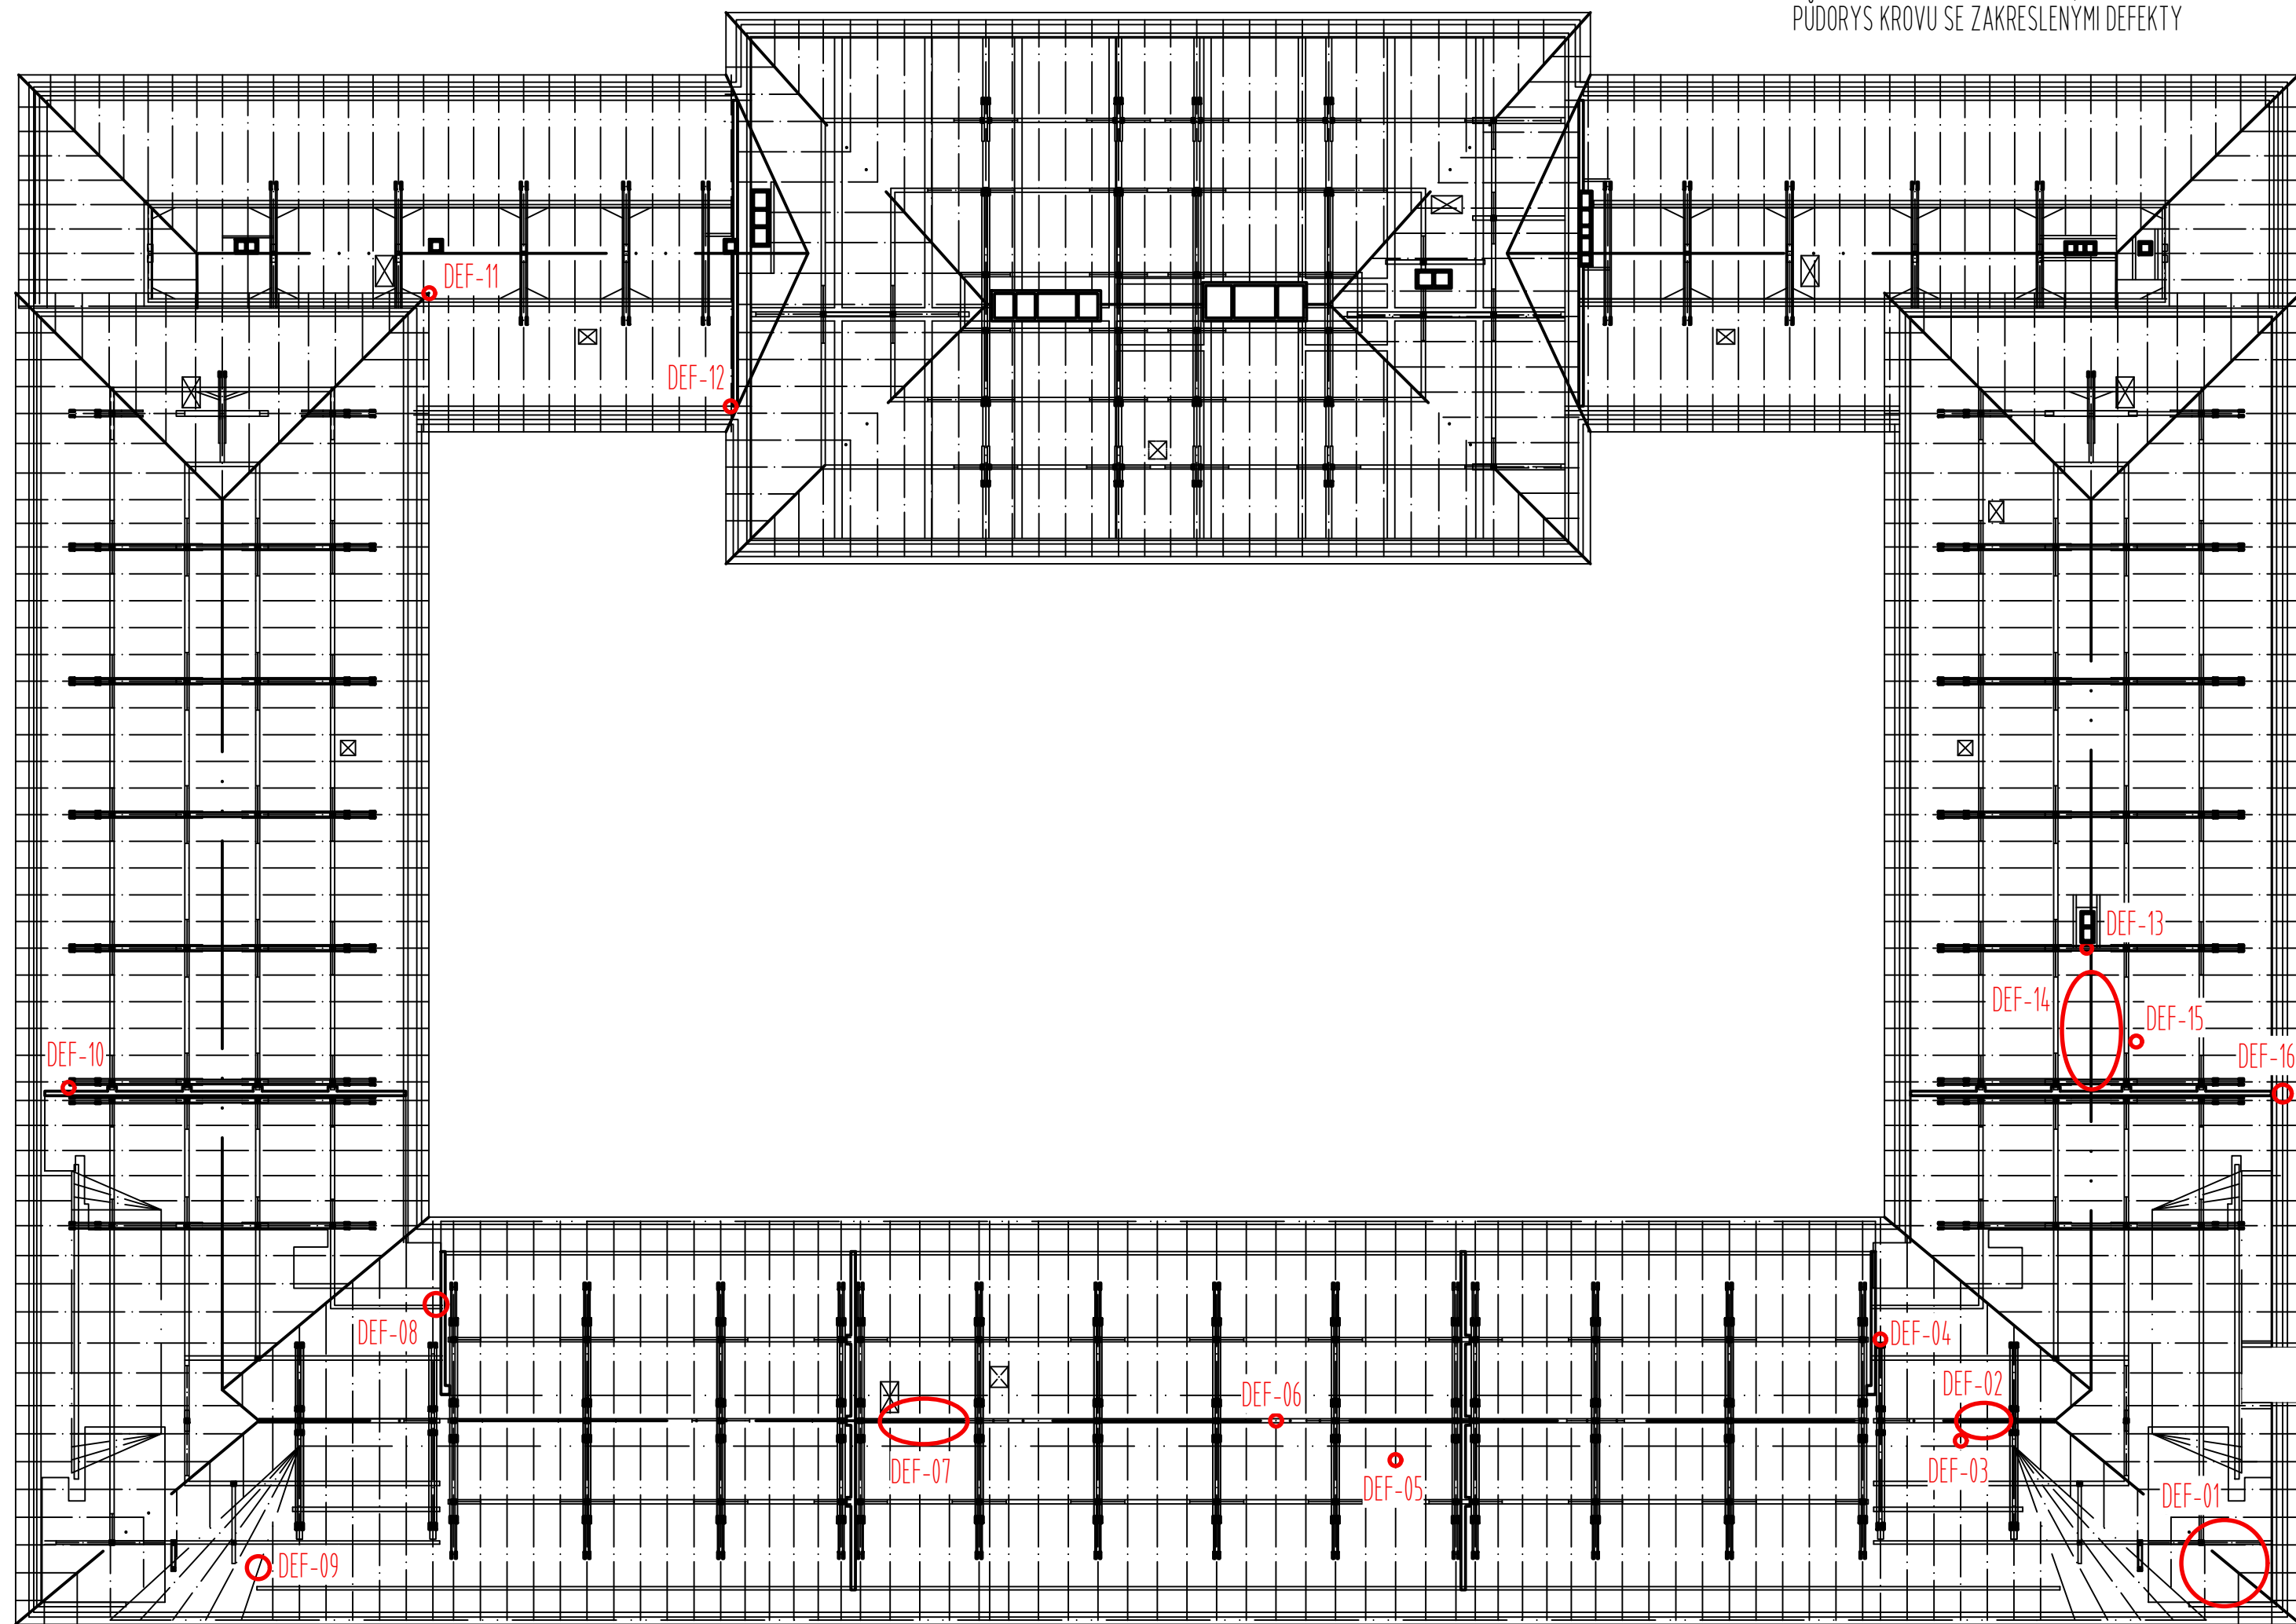 PŮDORYS KROVU SE ZAKRESLENÝMI DEFEKTY
DEF-11
DEF-12
DEF-13
DEF-14
DEF-15
DEF-10
DEF-16
DEF-08
DEF-04
DEF-02
DEF-06
DEF-07
DEF-03
DEF-05
DEF-01
DEF-09